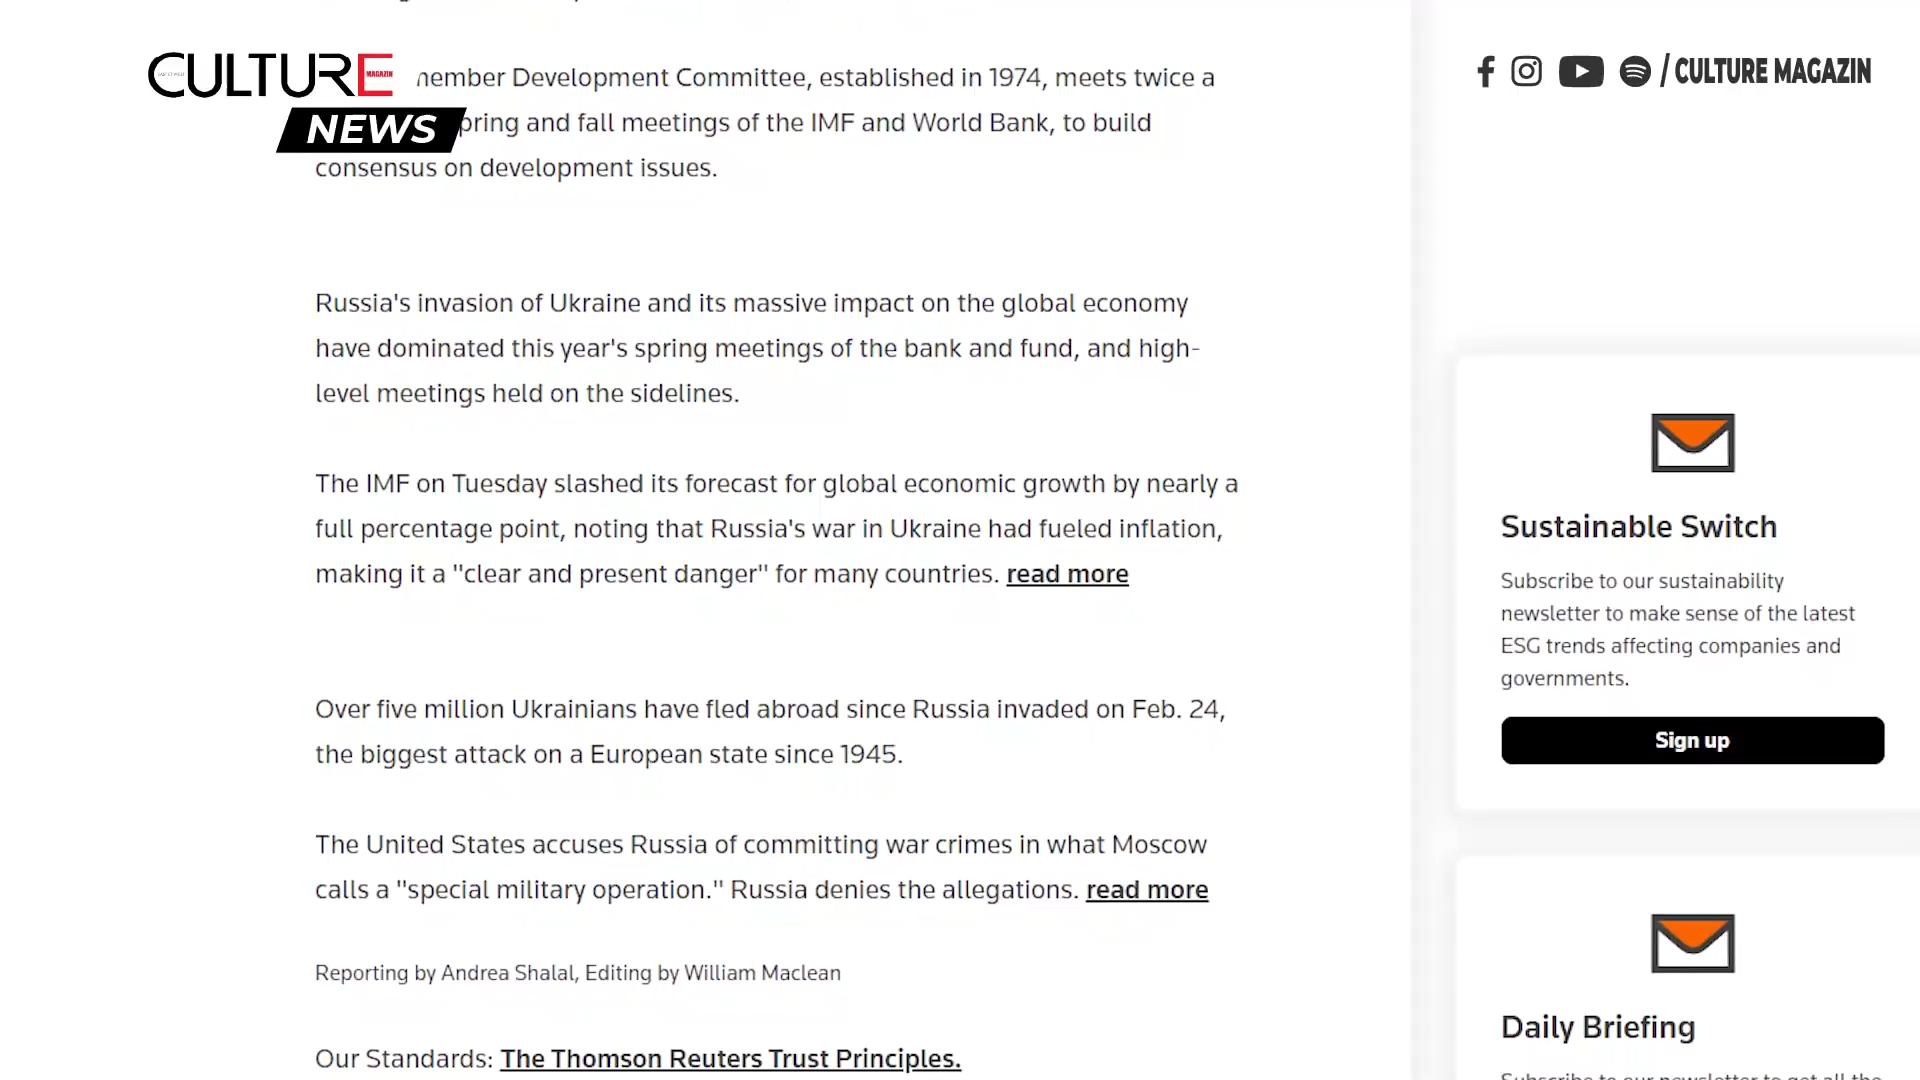 CULTURE
MAGAZIN
NEWS
Development Committee, established in 1974, meets twice a
and fall meetings of the IMF and World Bank, to build
consensus on development issues.
Russia's invasion of Ukraine and its massive impact on the global economy
have dominated this year's spring meetings of the bank and fund, and high-
level meetings held on the sidelines.
The IMF on Tuesday slashed its forecast for global economic growth by nearly a
full percentage point, noting that Russia's war in Ukraine had fueled inflation,
making it a "clear and present danger" for many countries. read more
Over five million Ukrainians have fled abroad since Russia invaded on Feb. 24,
the biggest attack on a European state since 1945.
The United States accuses Russia of committing war crimes in what Moscow
calls a "special military operation." Russia denies the allegations. read more
Reporting by Andrea Shalal, Editing by William Maclean
Our Standards: The Thomson Reuters Trust Principles.
/ CULTURE MAGAZIN
Sustainable Switch
Subscribe to our sustainability
newsletter to make sense of the latest
ESG trends affecting companies and
governments.
Sign up
Daily Briefing
Subscribe to our newsletter to get all the